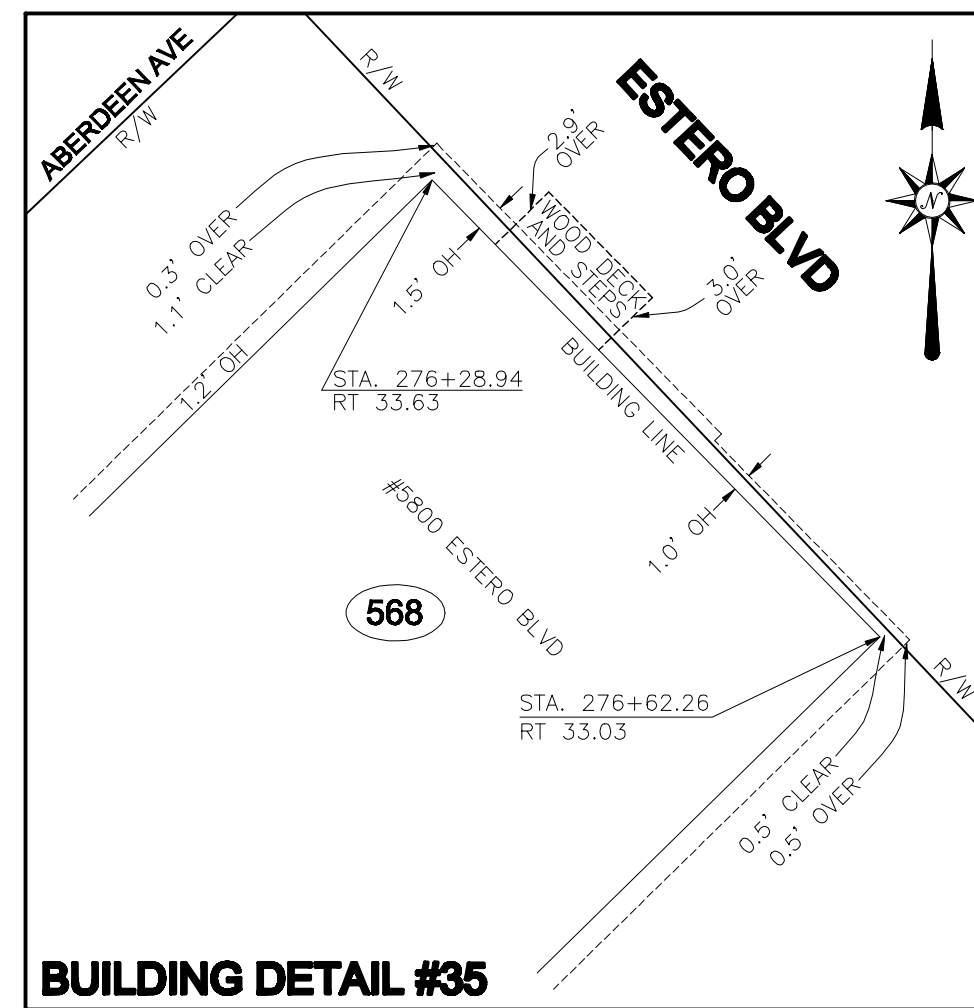 ABERDEEN AVE
R/W
R/W
ESTERO BLVD
N
2.9'
OVER
WOOD DECK
AND STEPS
3.0'
OVER
0.3' OVER
1.1' CLEAR
1.5' OH
1.2' OH
STA. 276+28.94
RT 33.63
BUILDING LINE
#5800 ESTERO BLVD
1.0' OH
568
STA. 276+62.26
RT 33.03
R/W
0.5' CLEAR
0.5' OVER
BUILDING DETAIL #35